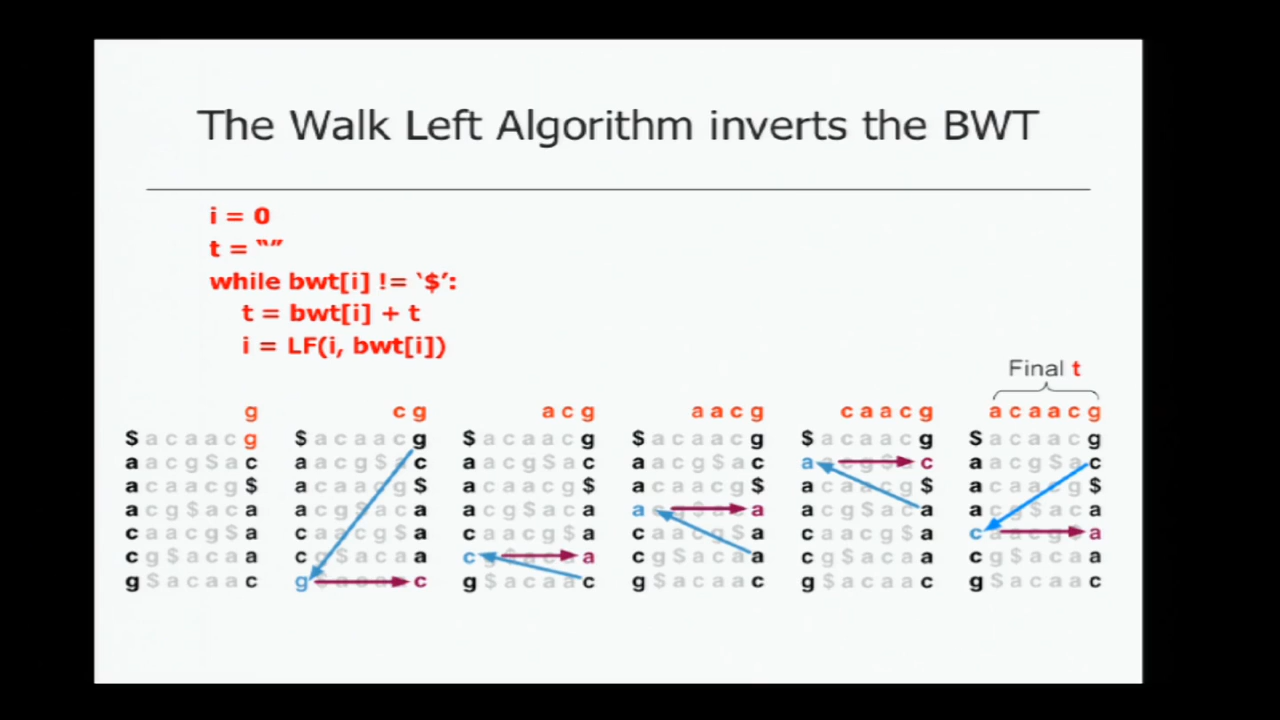 The Walk Left Algorithm inverts the BWT
i = 0
t = “”
while bwt[i] != ‘$’:
t = bwt[i] + t
i = LF(i, bwt[i])
Final t
g c g a c g a a c g c a a c g a c a a c g
$ a c a a c g $ a c a a c g $ a c a a c g $ a c a a c g $ a c a a c g $ a c a a c g
a a c g $ a c a a c g $ a c a a c g $ a c a a c g $ a c a a c g $ a c a a c g $ a c
a c a a c g $ a c a a c g $ a c a a c g $ a c a a c g $ a c a a c g $ a c a a c g $
a c g $ a c a a c g $ a c a a c g $ a c a a c g $ a c a a c g $ a c a a c g $ a c a
c a a c g $ a c a a c g $ a c a a c g $ a c a a c g $ a c a a c g $ a c a a c g $ a
c g $ a c a a c g $ a c a a c g $ a c a a c g $ a c a a c g $ a c a a c g $ a c a a
g $ a c a a c g $ a c a a c g $ a c a a c g $ a c a a c g $ a c a a c g $ a c a a c